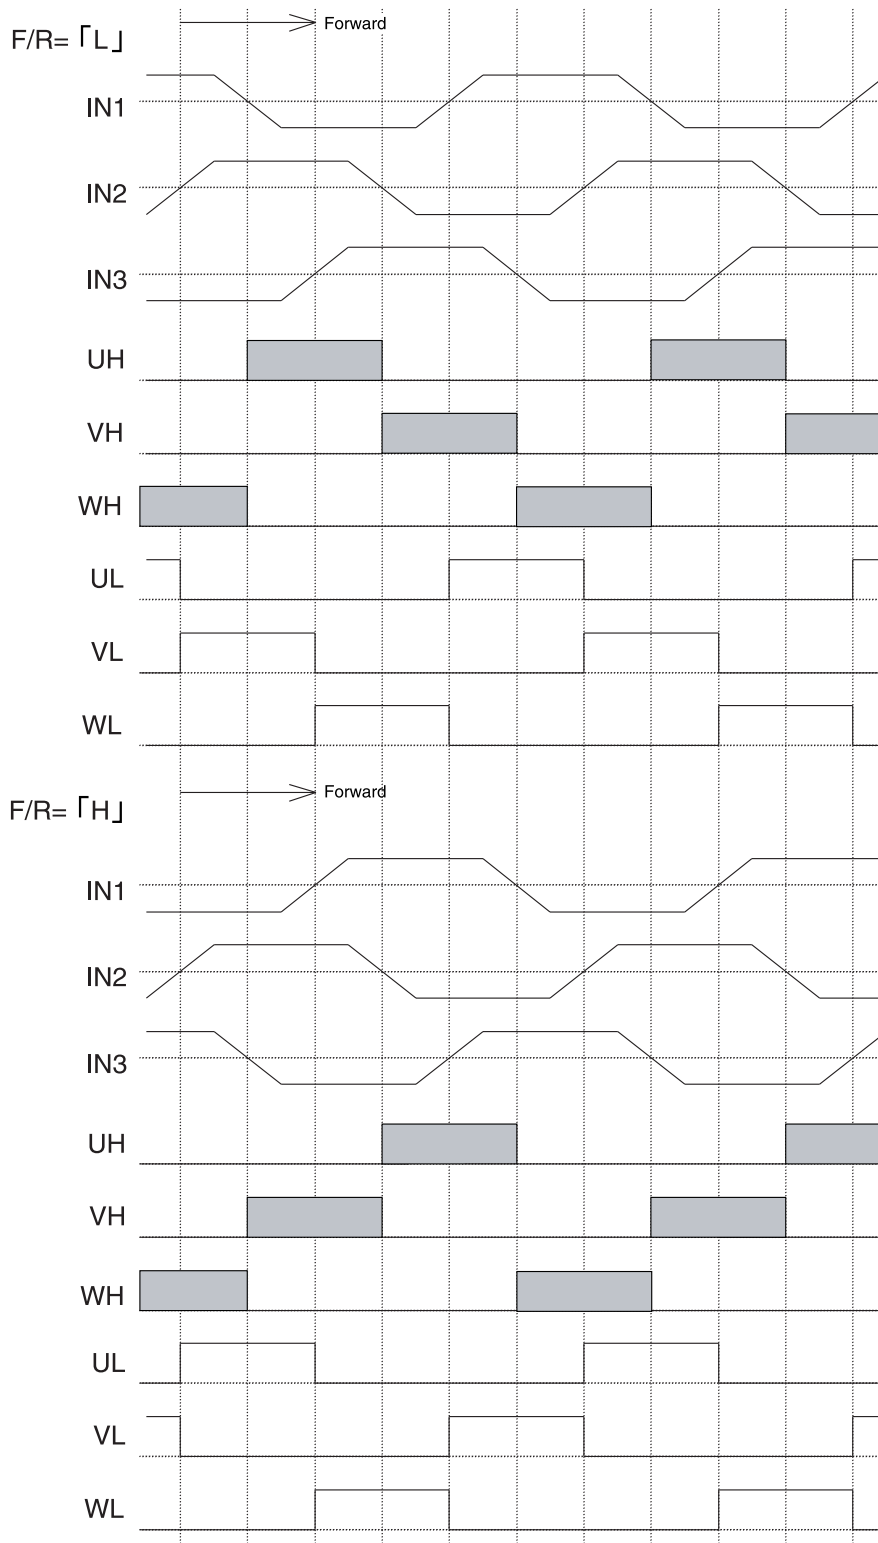 Forward
F/R=「L」
IN1
IN2
IN3
UH
VH
WH
UL
VL
WL
Forward
F/R=「H」
IN1
IN2
IN3
UH
VH
WH
UL
VL
WL